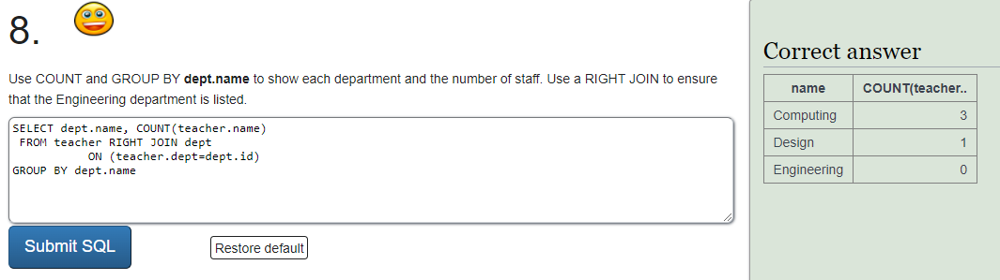 8.
Use COUNT and GROUP BY dept.name to show each department and the number of staff. Use a RIGHT JOIN to ensure
that the Engineering department is listed.
SELECT dept.name, COUNT(teacher.name)
 FROM teacher RIGHT JOIN dept
           ON (teacher.dept=dept.id)
GROUP BY dept.name
Submit SQL
Restore default
Correct answer
name COUNT(teacher..
Computing 3
Design 1
Engineering 0